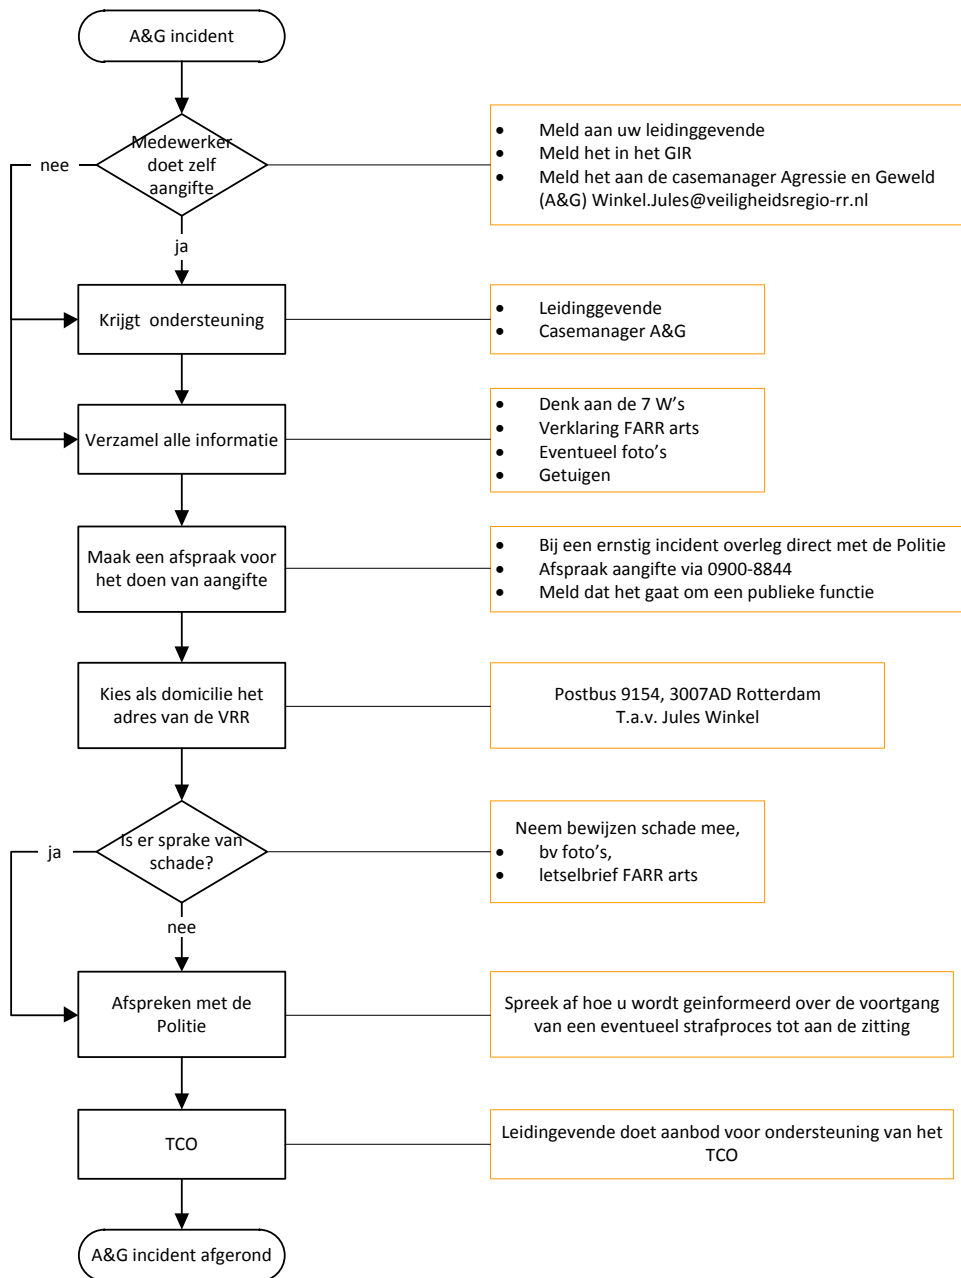 A&G incident
Medewerker
doet zelf
aangifte
nee
ja
• Meld aan uw leidinggevende
• Meld het in het GIR
• Meld het aan de casemanager Agressie en Geweld
(A&G) Winkel.Jules@veiligheidsregio-rr.nl
Krijgt ondersteuning
• Leidinggevende
• Casemanager A&G
Verzamel alle informatie
• Denk aan de 7 W's
• Verklaring FARR arts
• Eventueel foto's
• Getuigen
Maak een afspraak voor
het doen van aangifte
• Bij een ernstig incident overleg direct met de Politie
• Afspraak aangifte via 0900-8844
• Meld dat het gaat om een publieke functie
Kies als domicilie het
adres van de VRR
Postbus 9154, 3007AD Rotterdam
T.a.v. Jules Winkel
Is er sprake van
schade?
ja
nee
Neem bewijzen schade mee,
• bv foto's,
• letselbrief FARR arts
Afspreken met de
Politie
Spreek af hoe u wordt geinformeerd over de voortgang
van een eventueel strafproces tot aan de zitting
TCO
Leidingevende doet aanbod voor ondersteuning van het
TCO
A&G incident afgerond